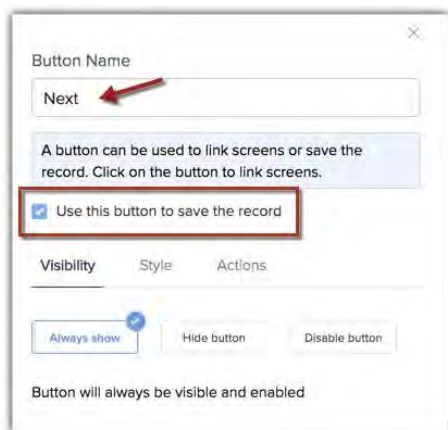 Button Name
Next
A button can be used to link screens or save the
record. Click on the button to link screens.
Use this button to save the record
Visibility Style Actions
Always show Hide button Disable button
Button will always be visible and enabled